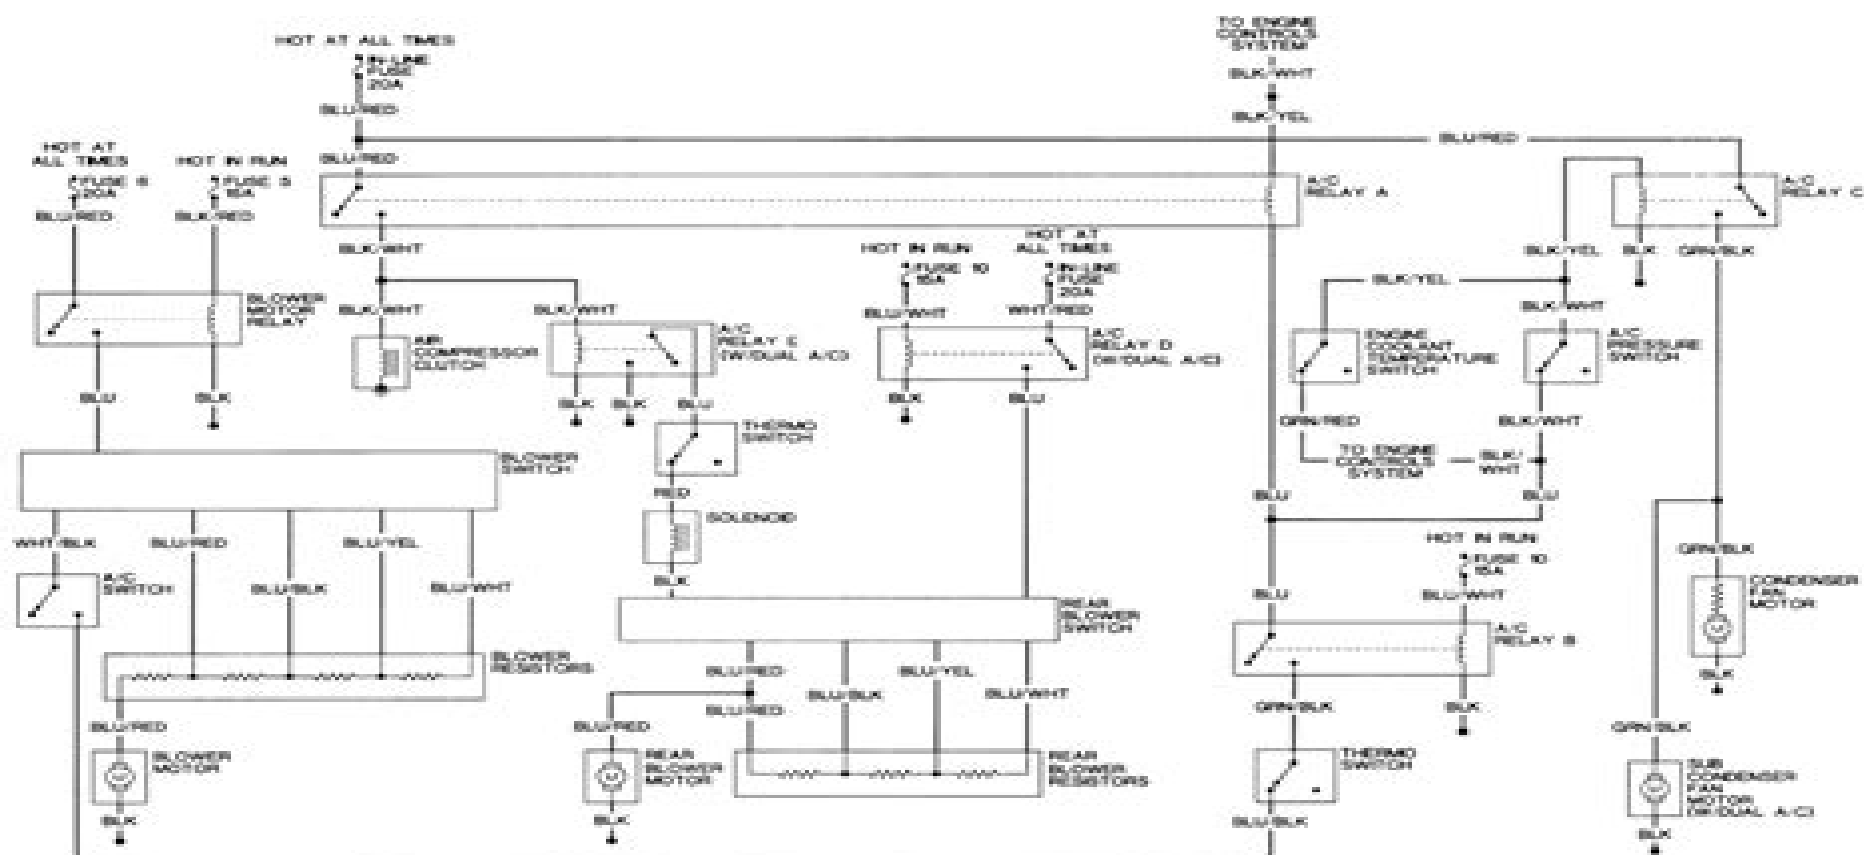 HOT AT ALL TIMES
IN-LINE
FUSE
20A
BLU/RED
BLU/RED
TO ENGINE
CONTROLS
SYSTEM
BLK/WHT
BLK/YEL
BLU/RED
HOT AT
ALL TIMES
FUSE 6
20A
BLU/RED
HOT IN RUN
FUSE 5
15A
BLK/RED
A/C
RELAY A
A/C
RELAY C
BLK/WHT
BLK/WHT
BLK/WHT
HOT IN RUN
FUSE 10
15A
BLU/WHT
HOT AT
ALL TIMES
IN-LINE
FUSE
20A
WHT/RED
BLK/YEL
BLK
GRN/BLK
BLK/YEL
BLK/WHT
BLOWER
MOTOR
RELAY
AIR
COMPRESSOR
CLUTCH
A/C
RELAY E
(W/DUAL A/C)
A/C
RELAY D
(W/DUAL A/C)
ENGINE
COOLANT
TEMPERATURE
SWITCH
A/C
PRESSURE
SWITCH
BLU
BLK
BLK
BLK
BLU
BLK
BLU
GRN/RED
BLK/WHT
THERMO
SWITCH
TO ENGINE
CONTROLS
SYSTEM
BLK/
WHT
BLOWER
SWITCH
RED
BLU
BLU
SOLENOID
WHT/BLK
BLU/RED
BLU/YEL
HOT IN RUN
FUSE 10
15A
GRN/BLK
A/C
SWITCH
BLU/BLK
BLU/WHT
BLK
BLU
BLU/WHT
CONDENSER
FAN
MOTOR
REAR
BLOWER
SWITCH
A/C
RELAY B
BLOWER
RESISTORS
BLU/RED
BLU/YEL
BLU/BLK
BLU/WHT
BLU/RED
BLK
GRN/BLK
BLK
BLU/RED
BLU/RED
GRN/BLK
BLOWER
MOTOR
REAR
BLOWER
MOTOR
REAR
BLOWER
RESISTORS
THERMO
SWITCH
SUB
CONDENSER
FAN
MOTOR
(W/DUAL A/C)
BLK
BLK
BLU/BLK
BLK